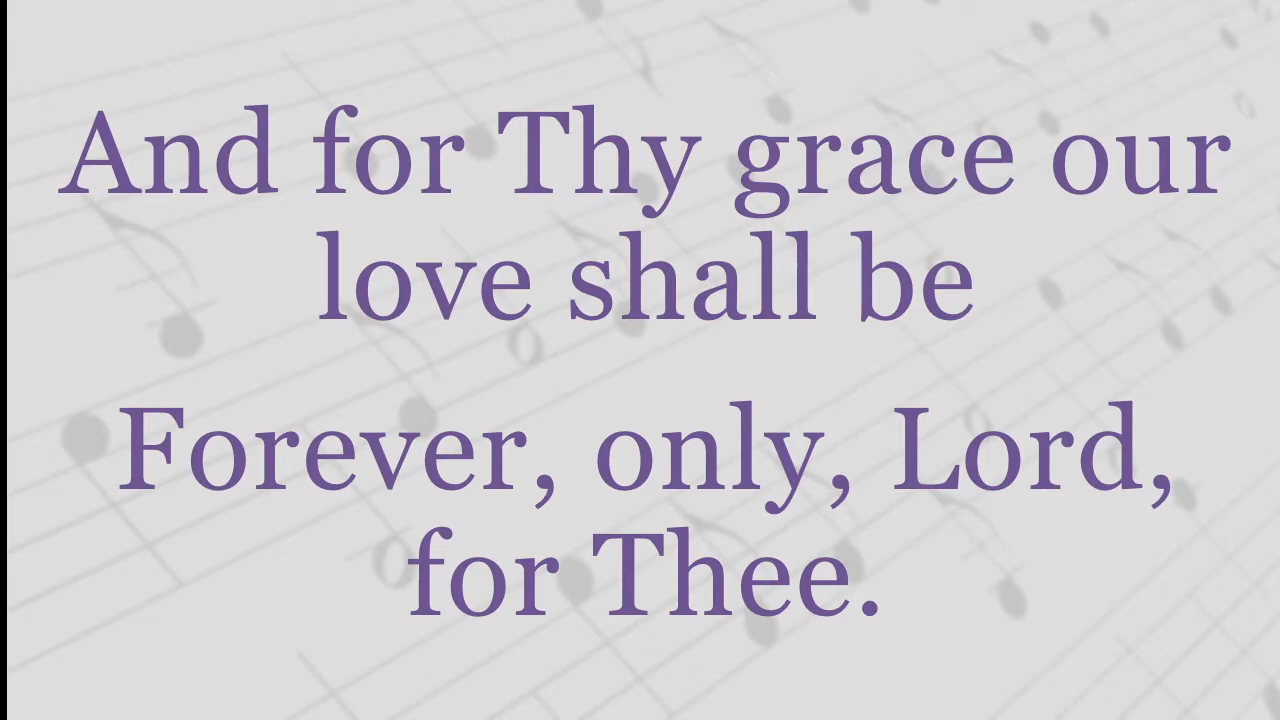 And for Thy grace our
love shall be
Forever, only, Lord,
for Thee.